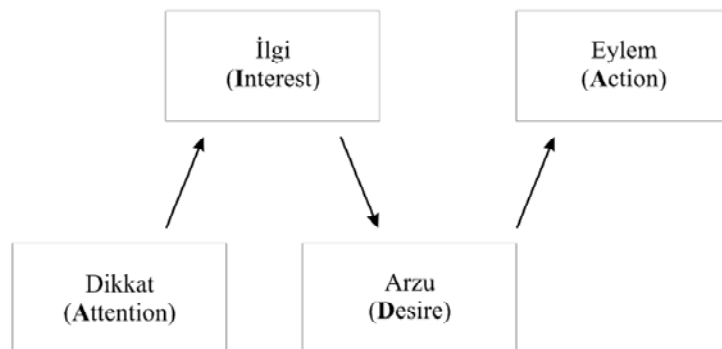 İlgi
(Interest)
Eylem
(Action)
Dikkat
(Attention)
Arzu
(Desire)